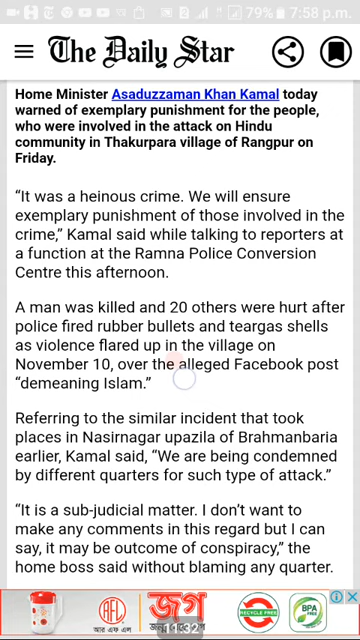 79% 7:58 p.m.
The Daily Star
Home Minister Asaduzzaman Khan Kamal today
warned of exemplary punishment for the people,
who were involved in the attack on Hindu
community in Thakurpara village of Rangpur on
Friday.
“It was a heinous crime. We will ensure
exemplary punishment of those involved in the
crime,” Kamal said while talking to reporters at
a function at the Ramna Police Conversion
Centre this afternoon.
A man was killed and 20 others were hurt after
police fired rubber bullets and teargas shells
as violence flared up in the village on
November 10, over the alleged Facebook post
“demeaning Islam.”
Referring to the similar incident that took
places in Nasirnagar upazila of Brahmanbaria
earlier, Kamal said, “We are being condemned
by different quarters for such type of attack.”
“It is a sub-judicial matter. I don’t want to
make any comments in this regard but I can
say, it may be outcome of conspiracy,” the
home boss said without blaming any quarter.
RFL
আর এফ এল
জগ
11:32
RECYCLE FREE
BPA
FREE